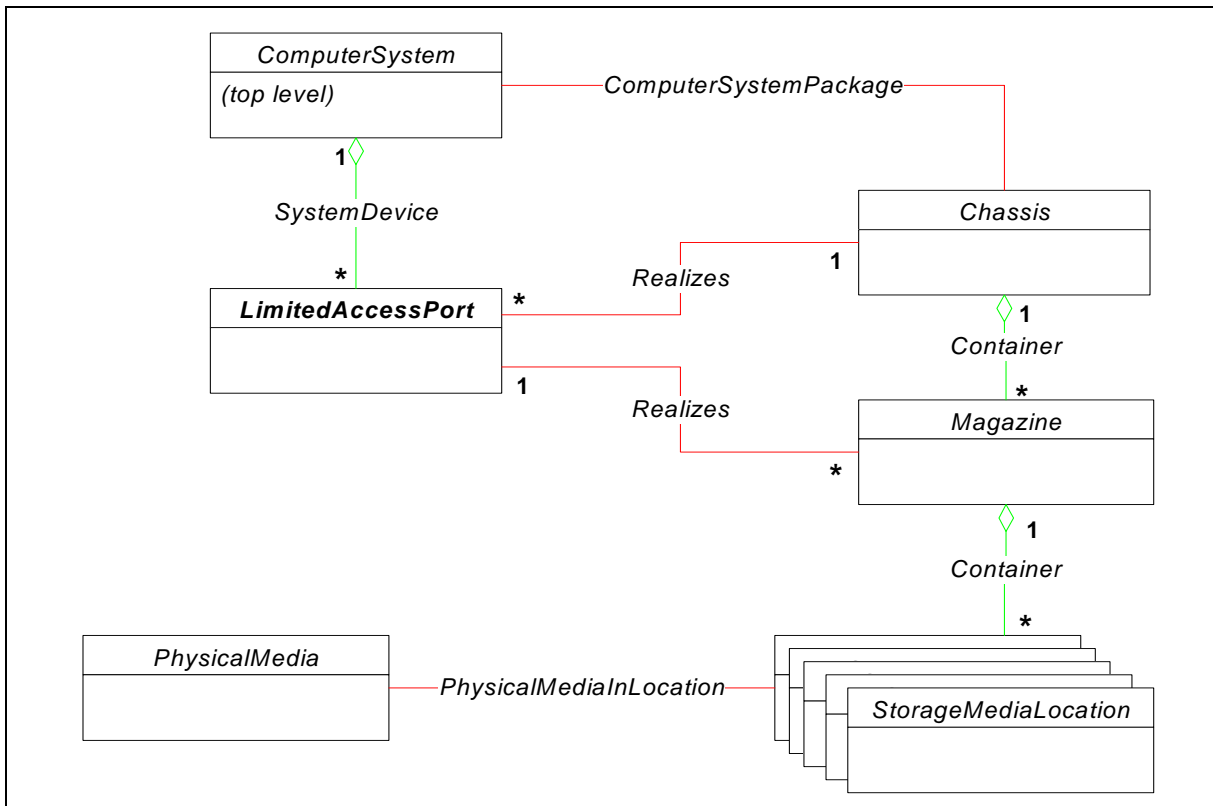 ComputerSystem
(top level)
ComputerSystemPackage
1
SystemDevice
*
Chassis
1
Realizes
*
LimitedAccessPort
1
Container
*
1
Realizes
*
Magazine
1
Container
*
PhysicalMedia
PhysicalMediaInLocation
StorageMediaLocation